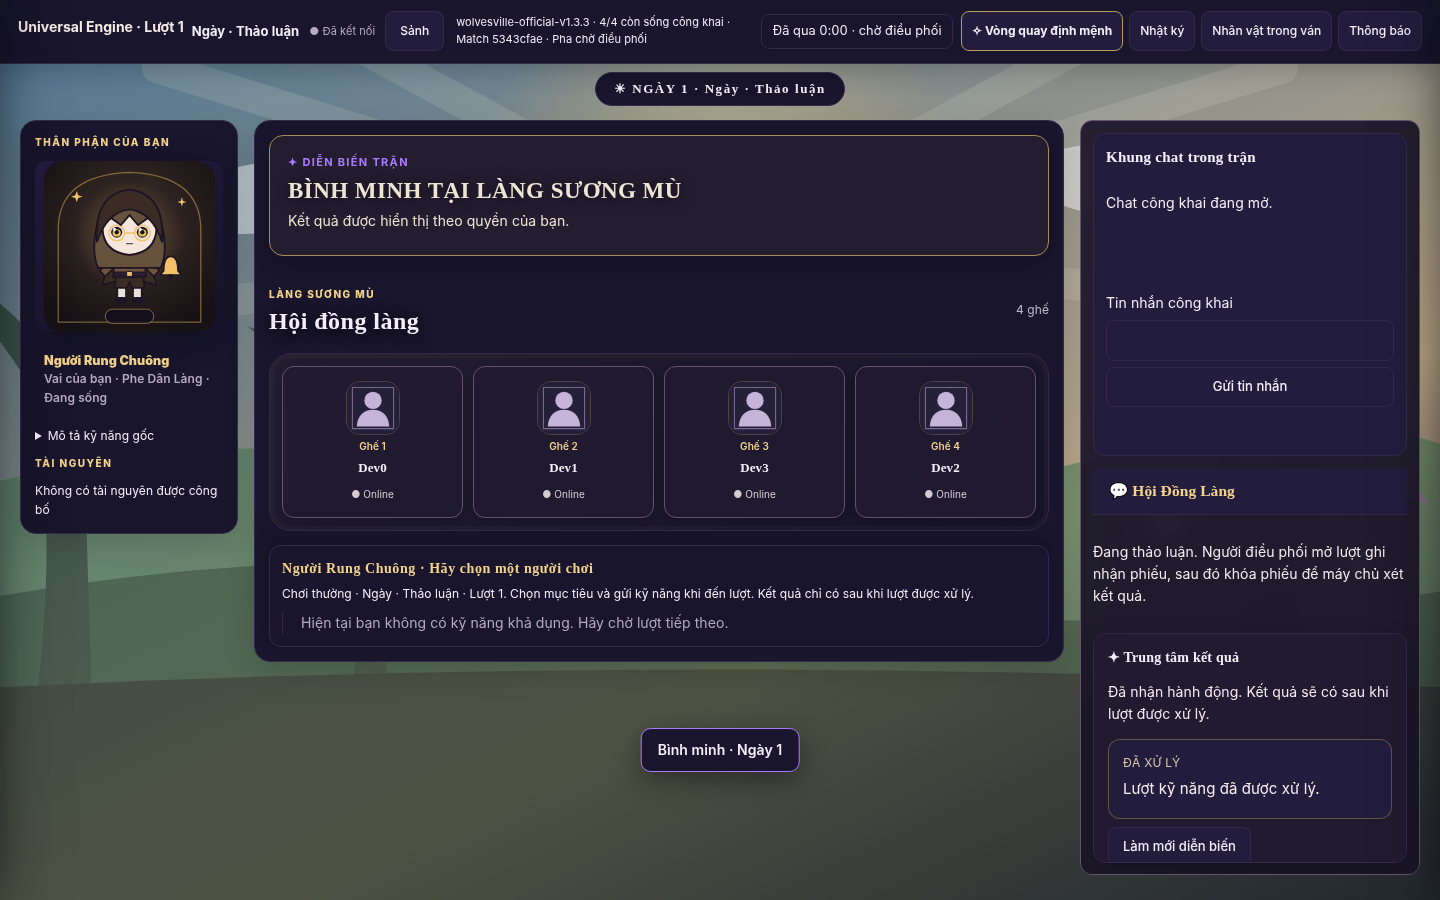 Universal Engine · Lượt 1
Ngày · Thảo luận
Đã kết nối
Sảnh
wolvesville-official-v1.3.3 · 4/4 còn sống công khai ·
Match 5343cfae · Pha chờ điều phối
Đã qua 0:00 · chờ điều phối
✧ Vòng quay định mệnh
Nhật ký
Nhân vật trong ván
Thông báo
☀ NGÀY 1 · Ngày · Thảo luận
THÂN PHẬN CỦA BẠN
Người Rung Chuông
Vai của bạn · Phe Dân Làng ·
Đang sống
Mô tả kỹ năng gốc
TÀI NGUYÊN
Không có tài nguyên được công
bố
✦ DIỄN BIẾN TRẬN
BÌNH MINH TẠI LÀNG SƯƠNG MÙ
Kết quả được hiển thị theo quyền của bạn.
LÀNG SƯƠNG MÙ
Hội đồng làng
4 ghế
Ghế 1
Dev0
Online
Ghế 2
Dev1
Online
Ghế 3
Dev3
Online
Ghế 4
Dev2
Online
Người Rung Chuông · Hãy chọn một người chơi
Chơi thường · Ngày · Thảo luận · Lượt 1. Chọn mục tiêu và gửi kỹ năng khi đến lượt. Kết quả chỉ có sau khi lượt được xử lý.
Hiện tại bạn không có kỹ năng khả dụng. Hãy chờ lượt tiếp theo.
Bình minh · Ngày 1
Khung chat trong trận
Chat công khai đang mở.
Tin nhắn công khai
Gửi tin nhắn
💬 Hội Đồng Làng
Đang thảo luận. Người điều phối mở lượt ghi
nhận phiếu, sau đó khóa phiếu để máy chủ xét
kết quả.
✦ Trung tâm kết quả
Đã nhận hành động. Kết quả sẽ có sau khi
lượt được xử lý.
ĐÃ XỬ LÝ
Lượt kỹ năng đã được xử lý.
Làm mới diễn biến